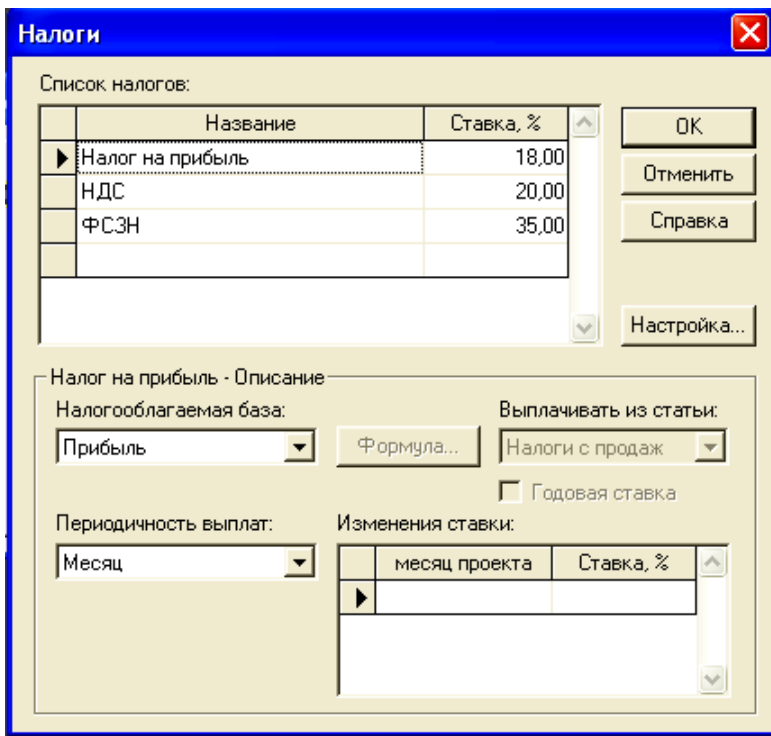 Налоги
Список налогов:
Название Ставка, %
Налог на прибыль 18,00
НДС 20,00
ФСЗН 35,00
OK
Отменить
Справка
Настройка...
Налог на прибыль - Описание
Налогооблагаемая база: Выплачивать из статьи:
Прибыль Формула... Налоги с продаж
Годовая ставка
Периодичность выплат: Изменения ставки:
Месяц месяц проекта Ставка, %